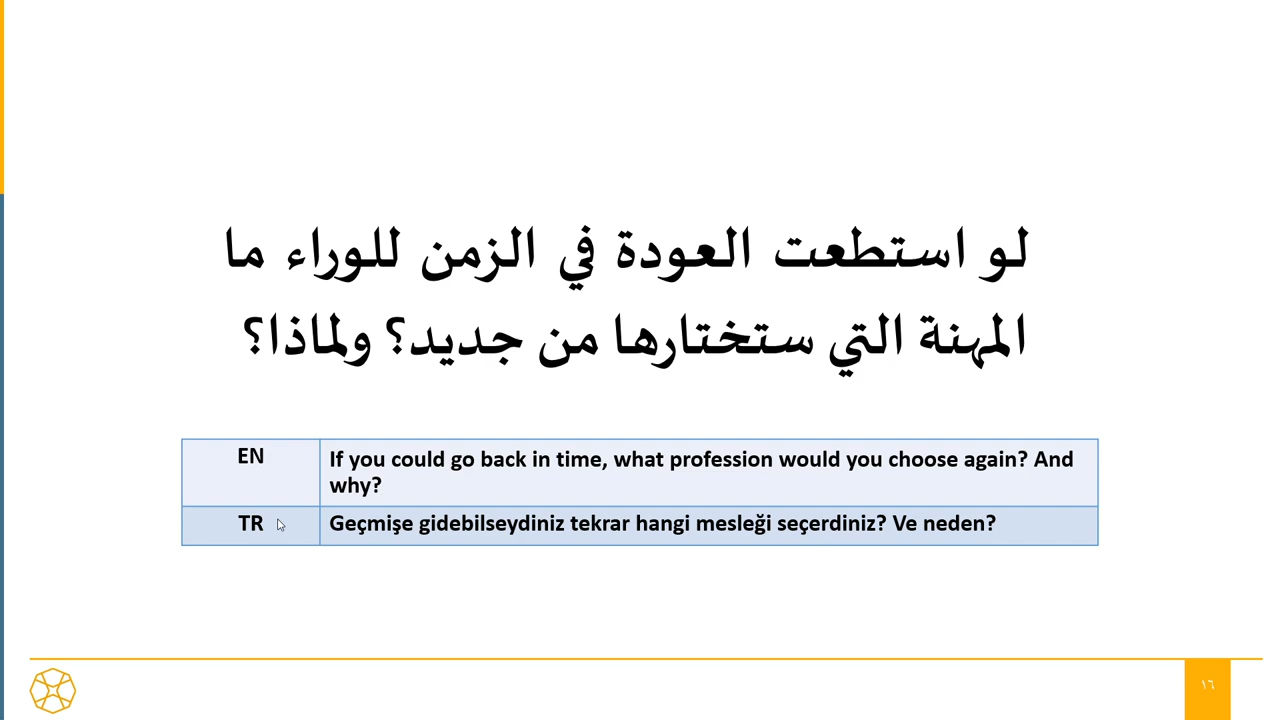 لو استطعت العودة في الزمن للوراء ما
المهنة التي ستختارها من جديد؟ ولماذا؟
EN
If you could go back in time, what profession would you choose again? And
why?
TR
Geçmişe gidebilseydiniz tekrar hangi mesleği seçerdiniz? Ve neden?
١٦